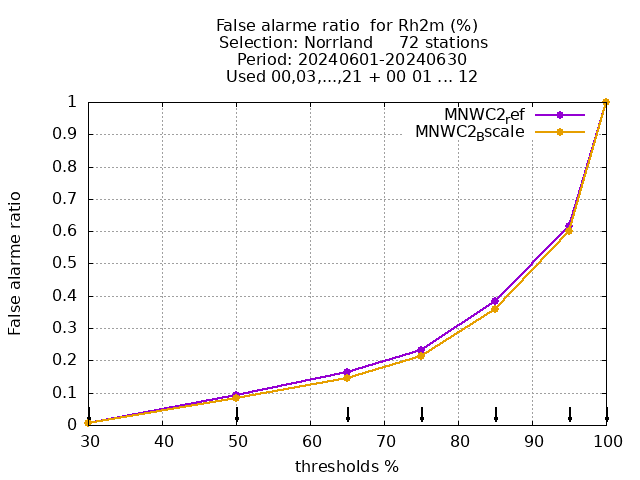 False alarme ratio  for Rh2m (%)
Selection: Norrland     72 stations
Period: 20240601-20240630
Used 00,03,...,21 + 00 01 ... 12
MNWC2ref
MNWC2Bscale
1
0.9
0.8
0.7
0.6
0.5
0.4
0.3
0.2
0.1
0
False alarme ratio
30 40 50 60 70 80 90 100
thresholds %